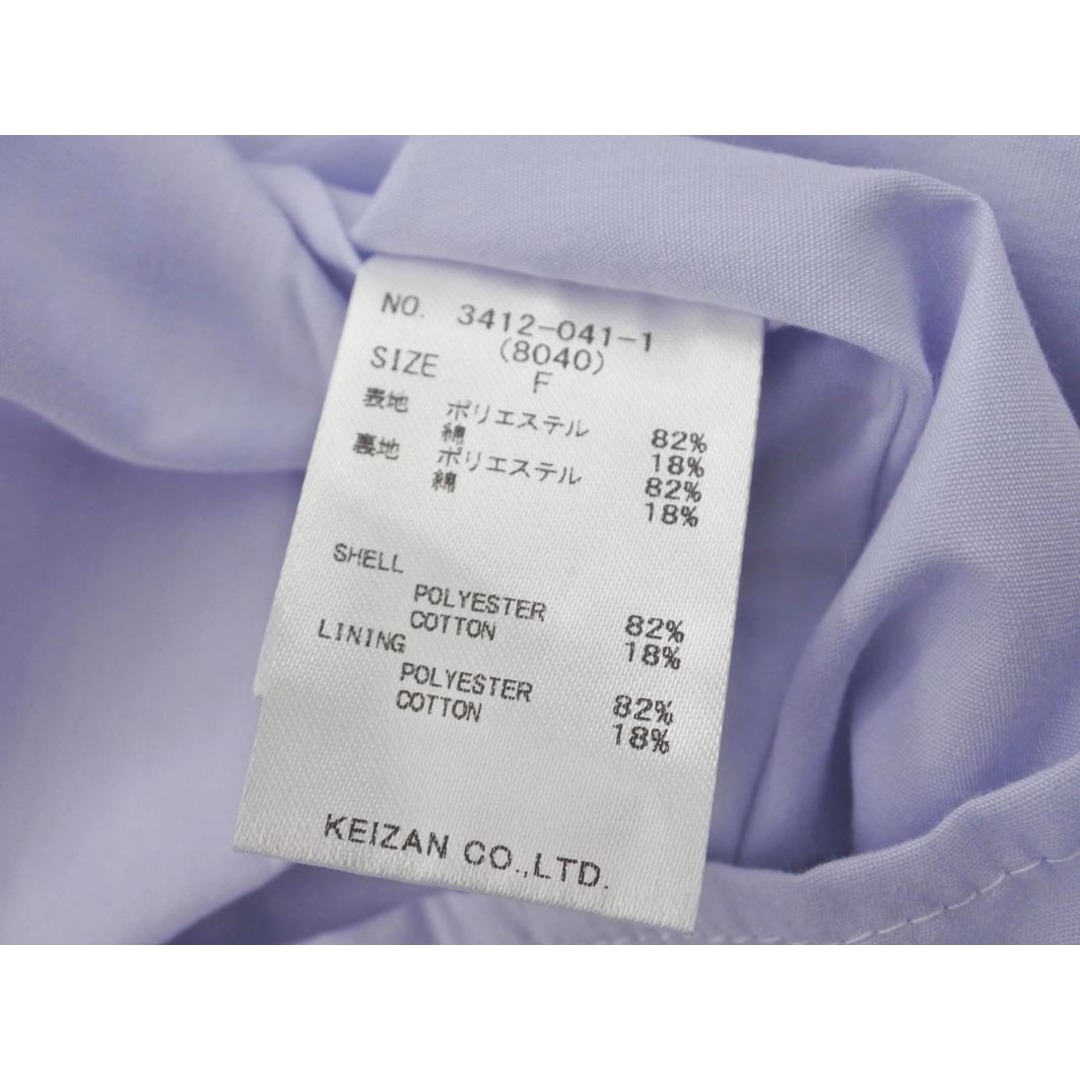 NO. 3412-041-1
(8040)
SIZE F
表地 ポリエステル 82%
綿 18%
裏地 ポリエステル 82%
綿 18%
SHELL
POLYESTER 82%
COTTON 18%
LINING
POLYESTER 82%
COTTON 18%
KEIZAN CO.,LTD.